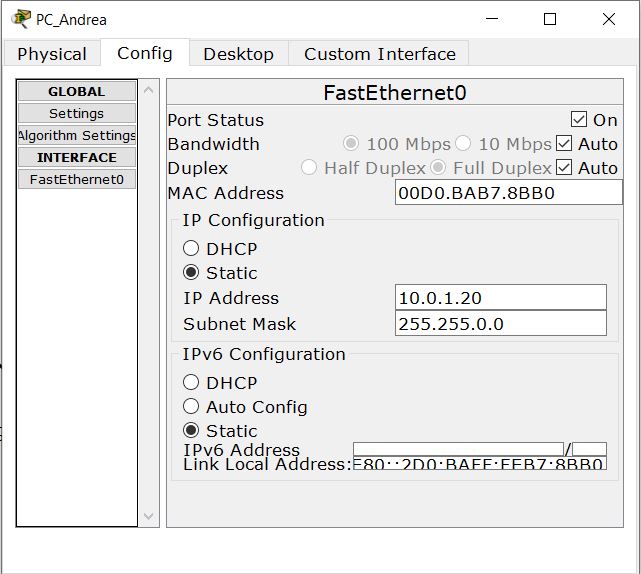 PC_Andrea
Physical Config Desktop Custom Interface
GLOBAL
Settings
Algorithm Settings
INTERFACE
FastEthernet0
FastEthernet0
Port Status On
Bandwidth 100 Mbps 10 Mbps Auto
Duplex Half Duplex Full Duplex Auto
MAC Address 00D0.BAB7.8BB0
IP Configuration
DHCP
Static
IP Address 10.0.1.20
Subnet Mask 255.255.0.0
IPv6 Configuration
DHCP
Auto Config
Static
IPv6 Address /
Link Local Address: E80::2D0:BAFF:FEB7:8BB0